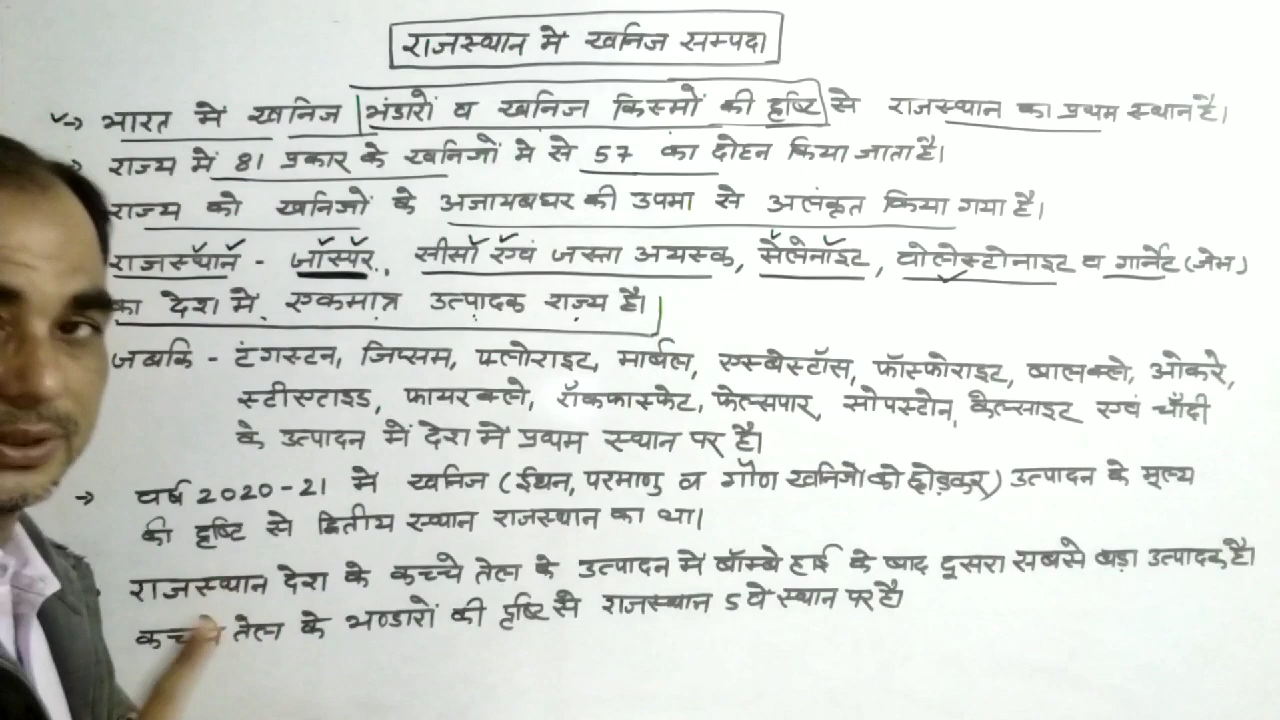 राजस्थान में खनिज सम्पदा
भारत में खनिज भंडारों व खनिज किस्मों की दृष्टि से राजस्थान का प्रथम स्थान है।
राज्य में 81 प्रकार के खनिजों में से 57 का दोहन किया जाता है।
राज्य को खनिजों के अजायबघर की उपमा से अलंकृत किया गया है।
राजस्थान - जॉस्पर, सीसा एवं जस्ता अयस्क, सेलेनाइट, वोलेस्टोनाइट व गार्नेट (जेम)
का देश में एकमात्र उत्पादक राज्य है।
जबकि - टंगस्टन, जिप्सम, फ्लोराइट, मार्बल, एस्बेस्टॉस, फॉस्फोराइट, बालक्ले, ओकरे,
स्टीएटाइड, फायरक्ले, रॉकफास्फेट, फेल्सपार, सोपस्टोन, केल्साइट एवं चाँदी
के उत्पादन में देश में प्रथम स्थान पर है।
→ वर्ष 2020-21 में खनिज (ईंधन, परमाणु व गौण खनिजों को छोड़कर) उत्पादन के मूल्य
की दृष्टि से द्वितीय स्थान राजस्थान का था।
राजस्थान देश के कच्चे तेल के उत्पादन में बॉम्बे हाई के बाद दूसरा सबसे बड़ा उत्पादक है।
कच्चे तेल के भण्डारों की दृष्टि से राजस्थान 5 वे स्थान पर है।